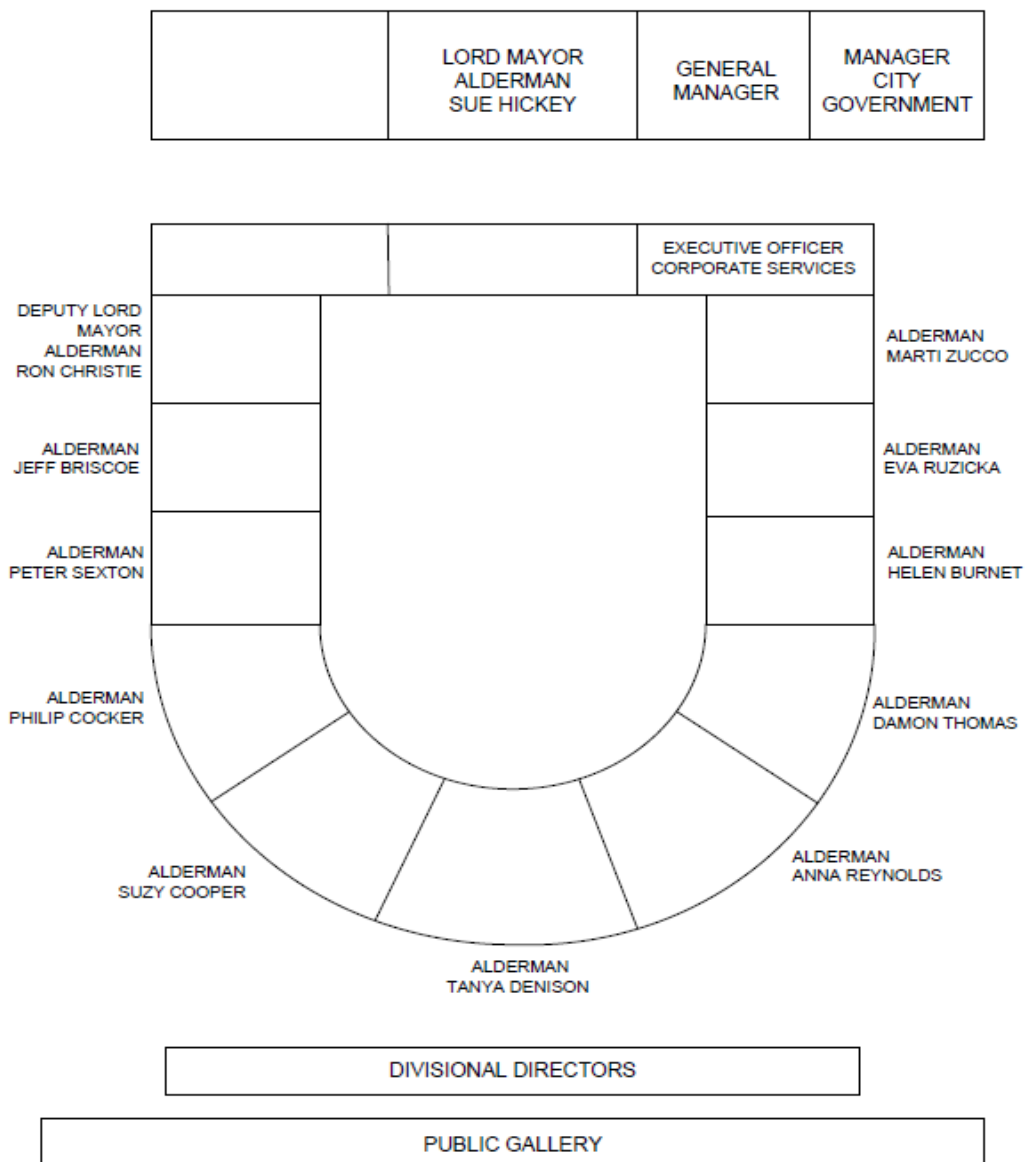 LORD MAYOR
ALDERMAN
SUE HICKEY
GENERAL
MANAGER
MANAGER
CITY
GOVERNMENT
EXECUTIVE OFFICER
CORPORATE SERVICES
DEPUTY LORD
MAYOR
ALDERMAN
RON CHRISTIE
ALDERMAN
MARTI ZUCCO
ALDERMAN
JEFF BRISCOE
ALDERMAN
EVA RUZICKA
ALDERMAN
PETER SEXTON
ALDERMAN
HELEN BURNET
ALDERMAN
PHILIP COCKER
ALDERMAN
DAMON THOMAS
ALDERMAN
SUZY COOPER
ALDERMAN
ANNA REYNOLDS
ALDERMAN
TANYA DENISON
DIVISIONAL DIRECTORS
PUBLIC GALLERY